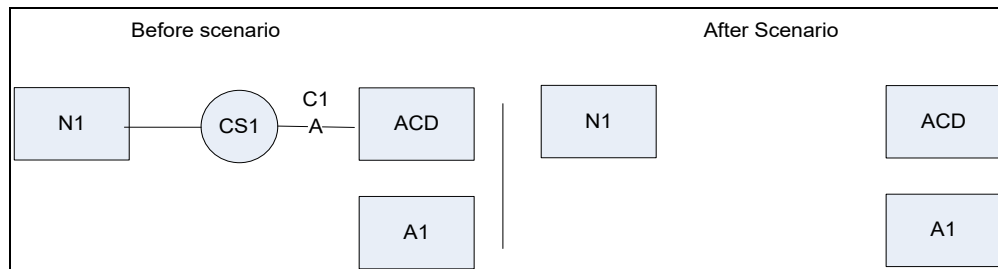 Before scenario
After Scenario
N1
CS1
C1
A
ACD
A1
N1
ACD
A1